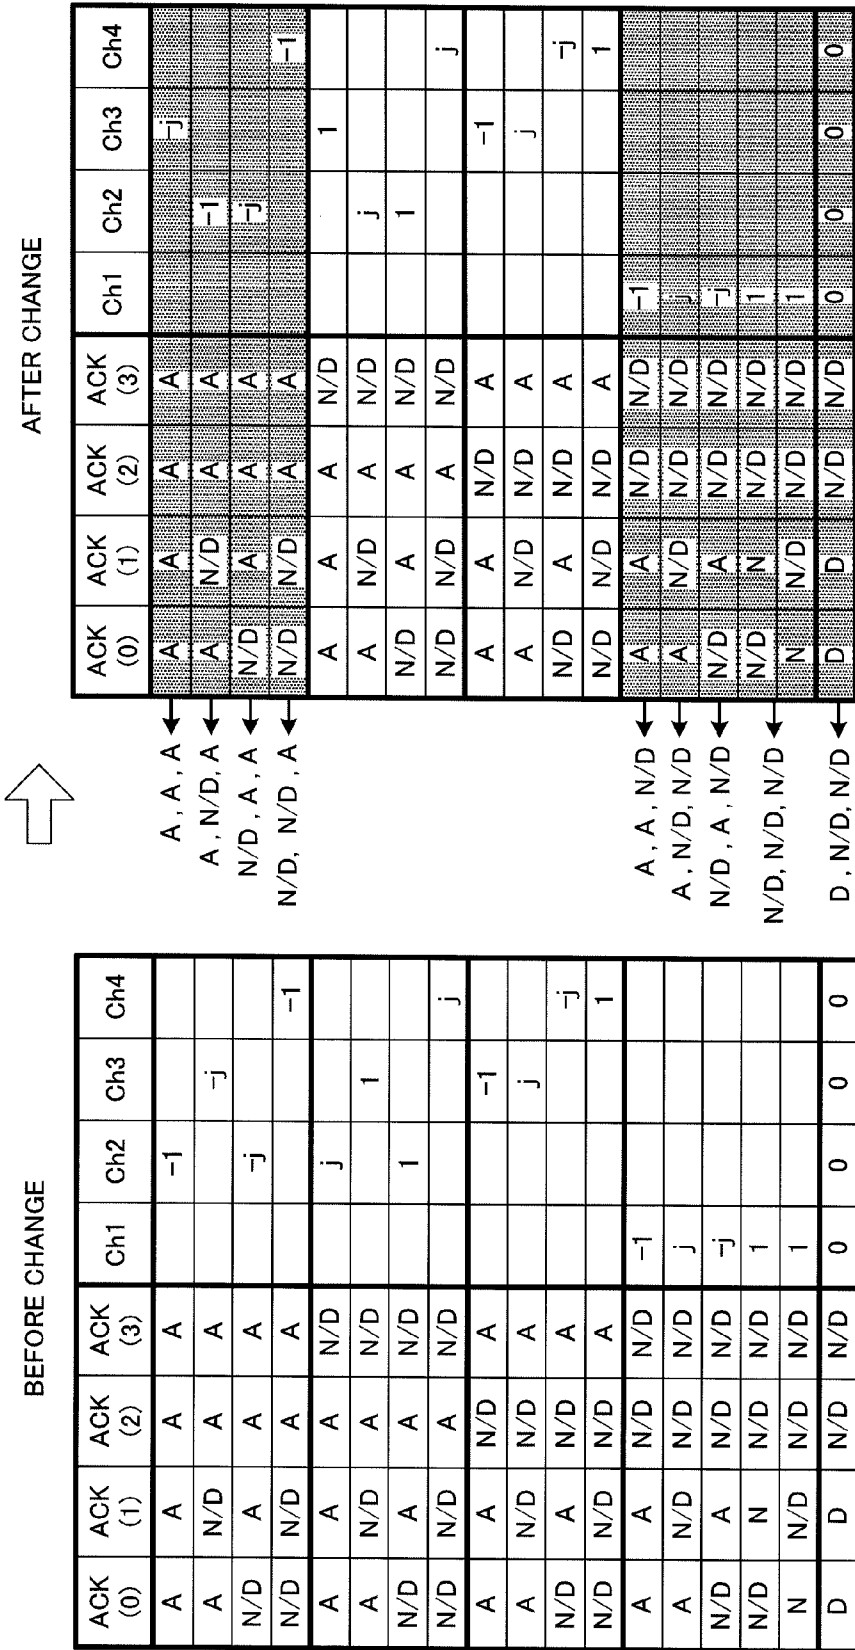 BEFORE CHANGE
ACK (0) ACK (1) ACK (2) ACK (3) Ch1 Ch2 Ch3 Ch4
A A A A -1
A N/D A A -j
N/D A A A -j
N/D N/D A A -1
A A A N/D j
A N/D A N/D 1
N/D A A N/D 1
N/D N/D A N/D j
A A N/D A -1
A N/D N/D A j
N/D A N/D A -j
N/D N/D N/D A 1
A A N/D N/D -1
A N/D N/D N/D j
N/D A N/D N/D -j
N/D N N/D N/D 1
N N/D N/D N/D 1
D D N/D N/D 0 0 0 0
AFTER CHANGE
ACK (0) ACK (1) ACK (2) ACK (3) Ch1 Ch2 Ch3 Ch4
A , A , A A A A A -j
A , N/D, A A N/D A A -1
N/D , A , A N/D A A A -j
N/D, N/D , A N/D N/D A A -1
A A A N/D 1
A N/D A N/D j
N/D A A N/D 1
N/D N/D A N/D j
A A N/D A -1
A N/D N/D A j
N/D A N/D A -j
N/D N/D N/D A 1
A , A , N/D A A N/D N/D -1
A , N/D, N/D A N/D N/D N/D j
N/D , A , N/D N/D A N/D N/D -j
N/D, N/D, N/D N/D N N/D N/D 1
N N/D N/D N/D 1
D , N/D, N/D D D N/D N/D 0 0 0 0